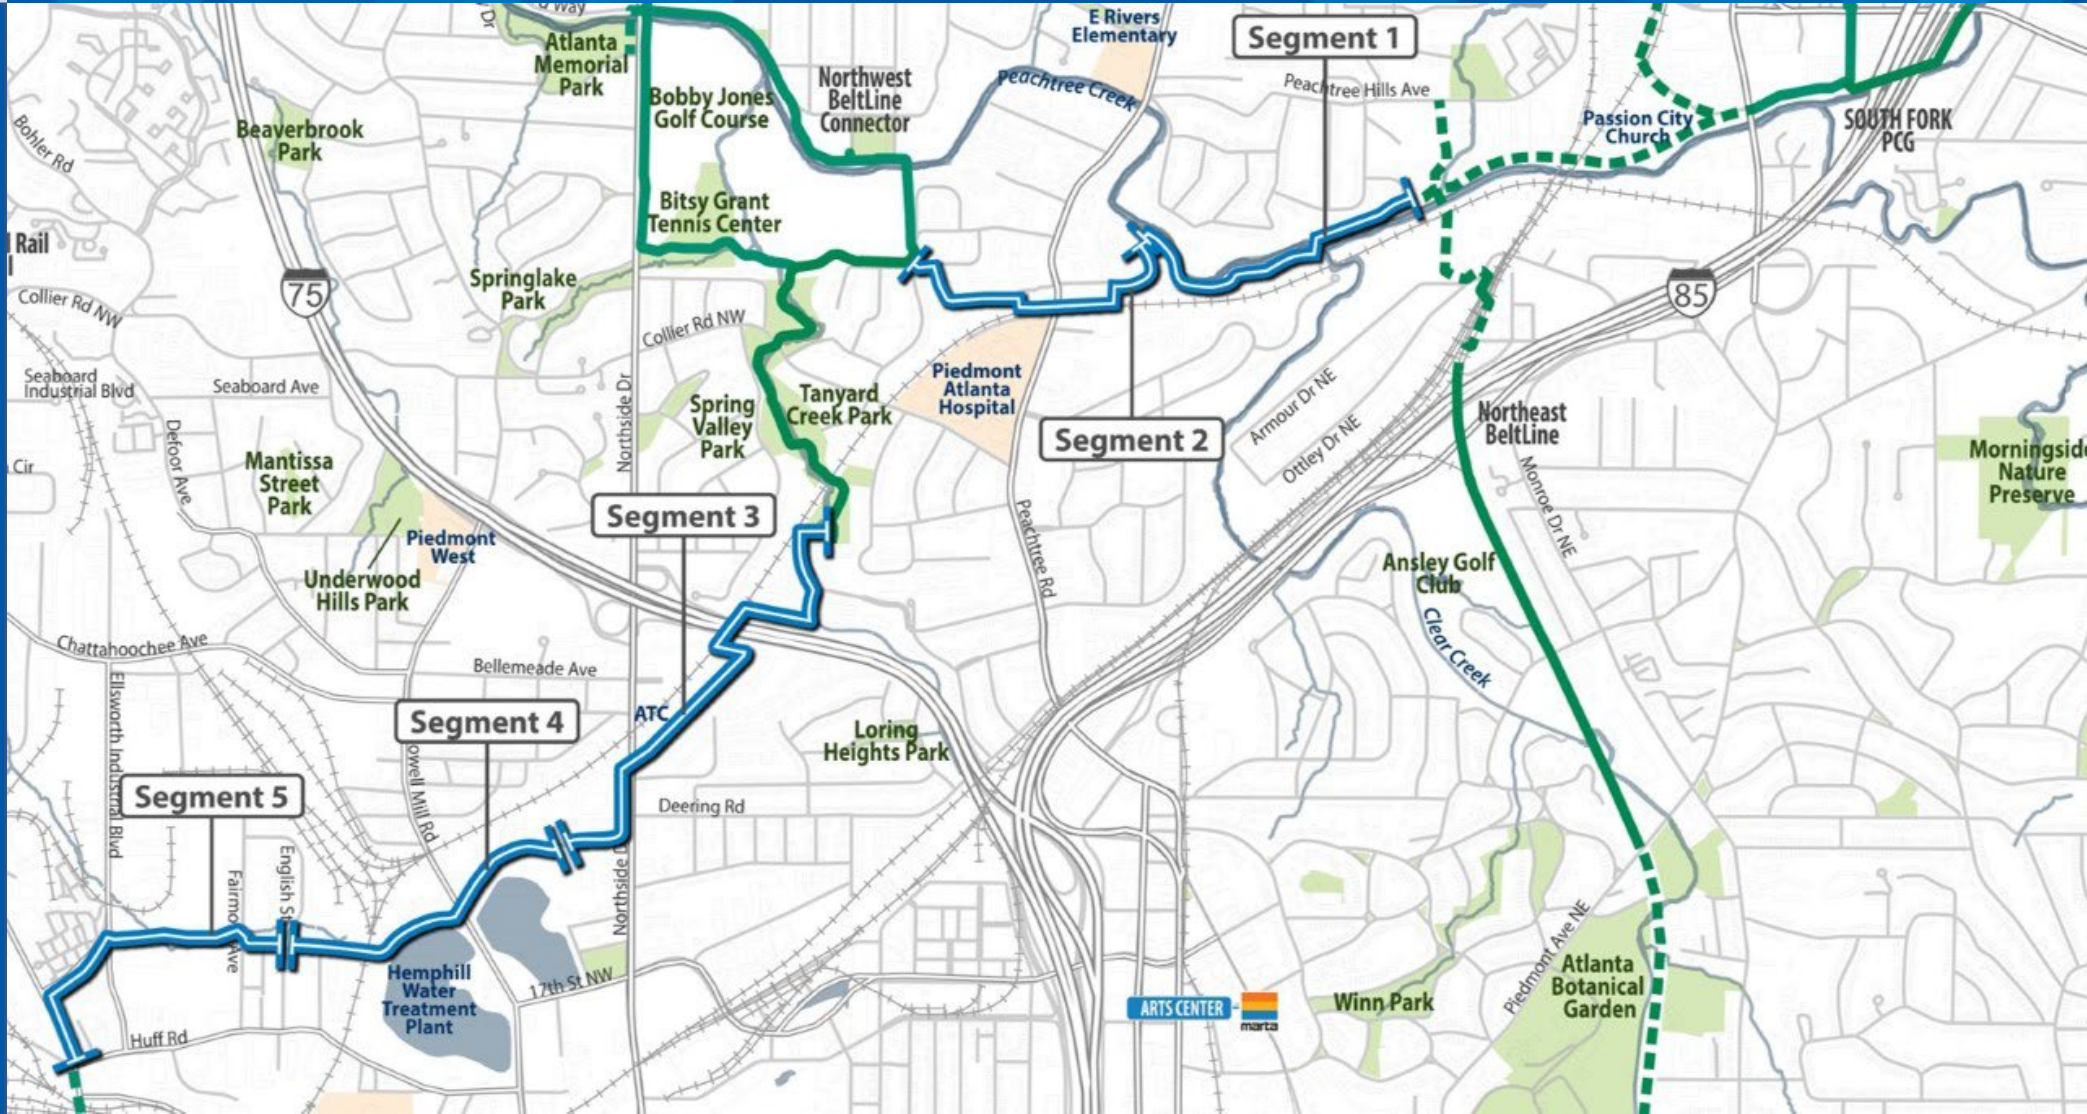 d Way
Dr
Atlanta
Memorial
Park
E Rivers
Elementary
Segment 1
Northwest
BeltLine
Connector
Peachtree Creek
Peachtree Hills Ave
Bobby Jones
Golf Course
Passion City
Church
SOUTH FORK
PCG
Bohler Rd
Beaverbrook
Park
Bitsy Grant
Tennis Center
Rail
Springlake
Park
75
85
Collier Rd NW
Collier Rd NW
Seaboard
Industrial Blvd
Seaboard Ave
Defoor Ave
Northside Dr
Spring
Valley
Park
Tanyard
Creek Park
Piedmont
Atlanta
Hospital
Segment 2
Armour Dr NE
Ottley Dr NE
Northeast
BeltLine
Monroe Dr NE
Morningside
Nature
Preserve
Cir
Mantissa
Street
Park
Segment 3
Peachtree Rd
Piedmont
West
Underwood
Hills Park
Ansley Golf
Club
Clear Creek
Chattahoochee Ave
Bellemeade Ave
Ellsworth Industrial Blvd
Segment 4
ATC
Loring
Heights Park
owell Mill Rd
Segment 5
Deering Rd
Fairmo Ave
English St
Northside D
Hemphill
Water
Treatment
Plant
17th St NW
Huff Rd
ARTS CENTER
marta
Winn Park
Piedmont Ave NE
Atlanta
Botanical
Garden